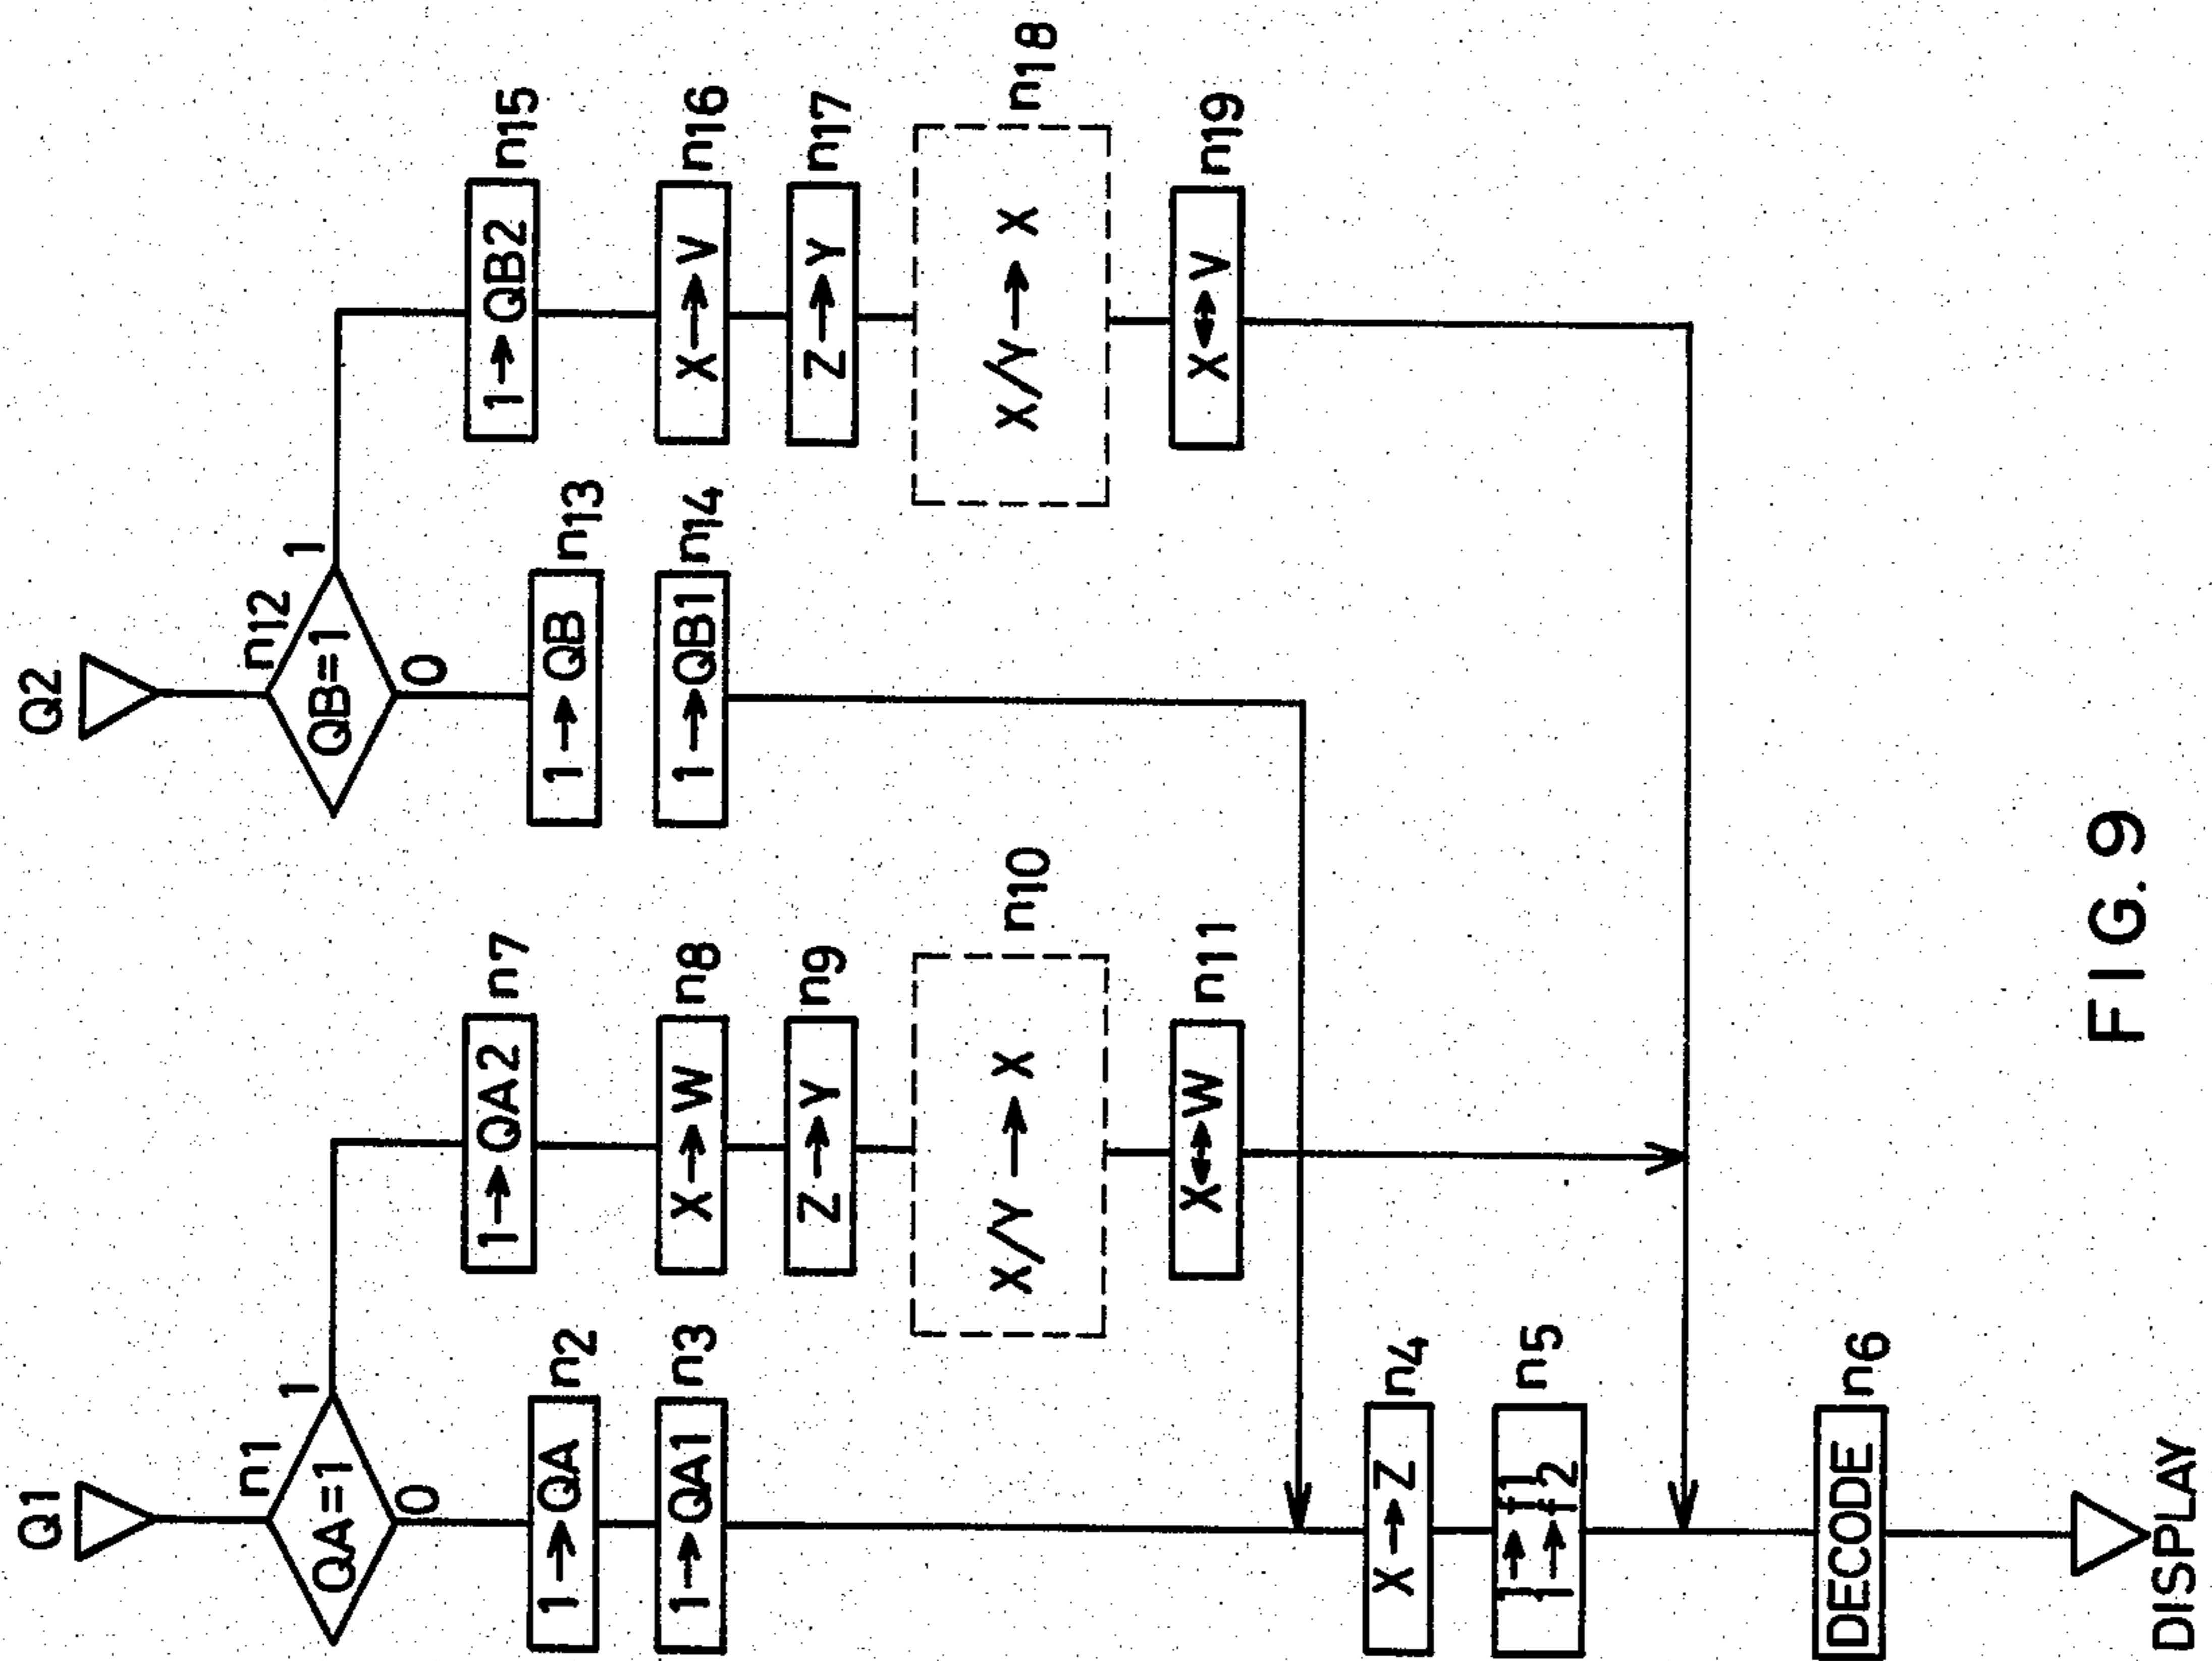 Q1
n1
QA=1
1
0
1→QA
n2
1→QA1
n3
1→QA2
n7
X→W
n8
Z→Y
n9
X/Y→X
n10
X↔W
n11
X→Z
n4
1→f1
1→f2
n5
DECODE
n6
DISPLAY
Q2
n12
QB=1
1
0
1→QB
n13
1→QB1
n14
1→QB2
n15
X→V
n16
Z→Y
n17
X/Y→X
n18
X↔V
n19
FIG. 9